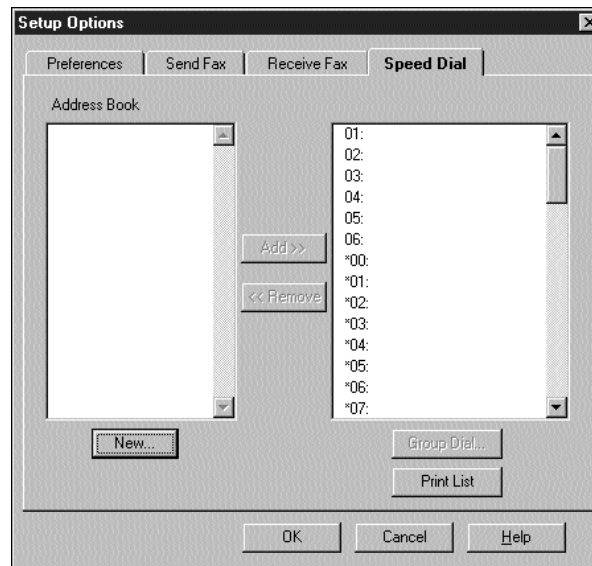 Setup Options
Preferences Send Fax Receive Fax Speed Dial
Address Book
01:
02:
03:
04:
05:
06:
*00:
*01:
*02:
*03:
*04:
*05:
*06:
*07:
Add >>
<< Remove
New...
Group Dial...
Print List
OK Cancel Help